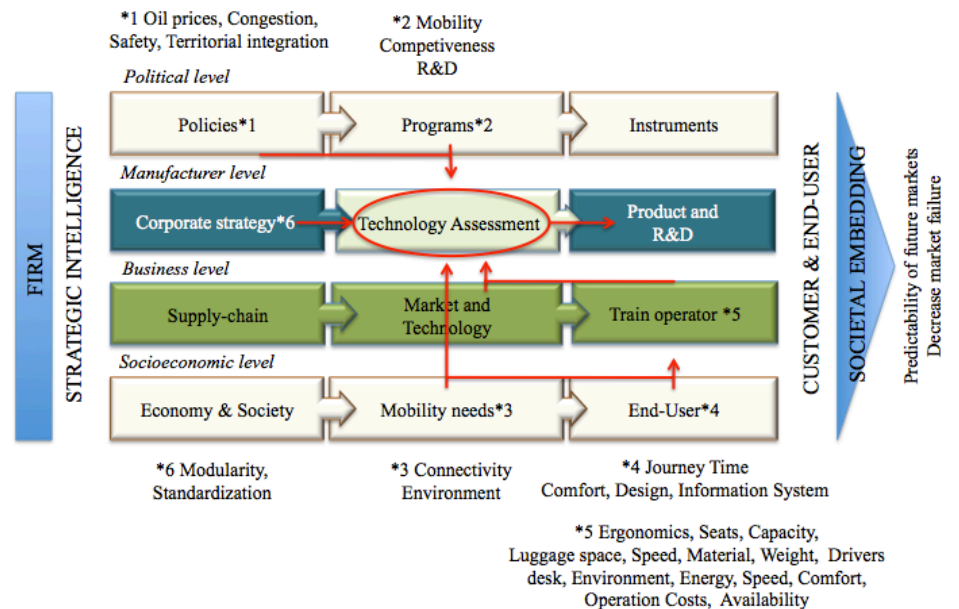 *1 Oil prices, Congestion,
Safety, Territorial integration
*2 Mobility
Competiveness
R&D
Political level
Policies*1
Programs*2
Instruments
Manufacturer level
Corporate strategy*6
Technology Assessment
Product and
R&D
Business level
Supply-chain
Market and
Technology
Train operator *5
Socioeconomic level
Economy & Society
Mobility needs*3
End-User*4
FIRM
STRATEGIC INTELLIGENCE
CUSTOMER & END-USER
SOCIETAL EMBEDDING
Predictability of future markets
Decrease market failure
*6 Modularity,
Standardization
*3 Connectivity
Environment
*4 Journey Time
Comfort, Design, Information System
*5 Ergonomics, Seats, Capacity,
Luggage space, Speed, Material, Weight, Drivers
desk, Environment, Energy, Speed, Comfort,
Operation Costs, Availability